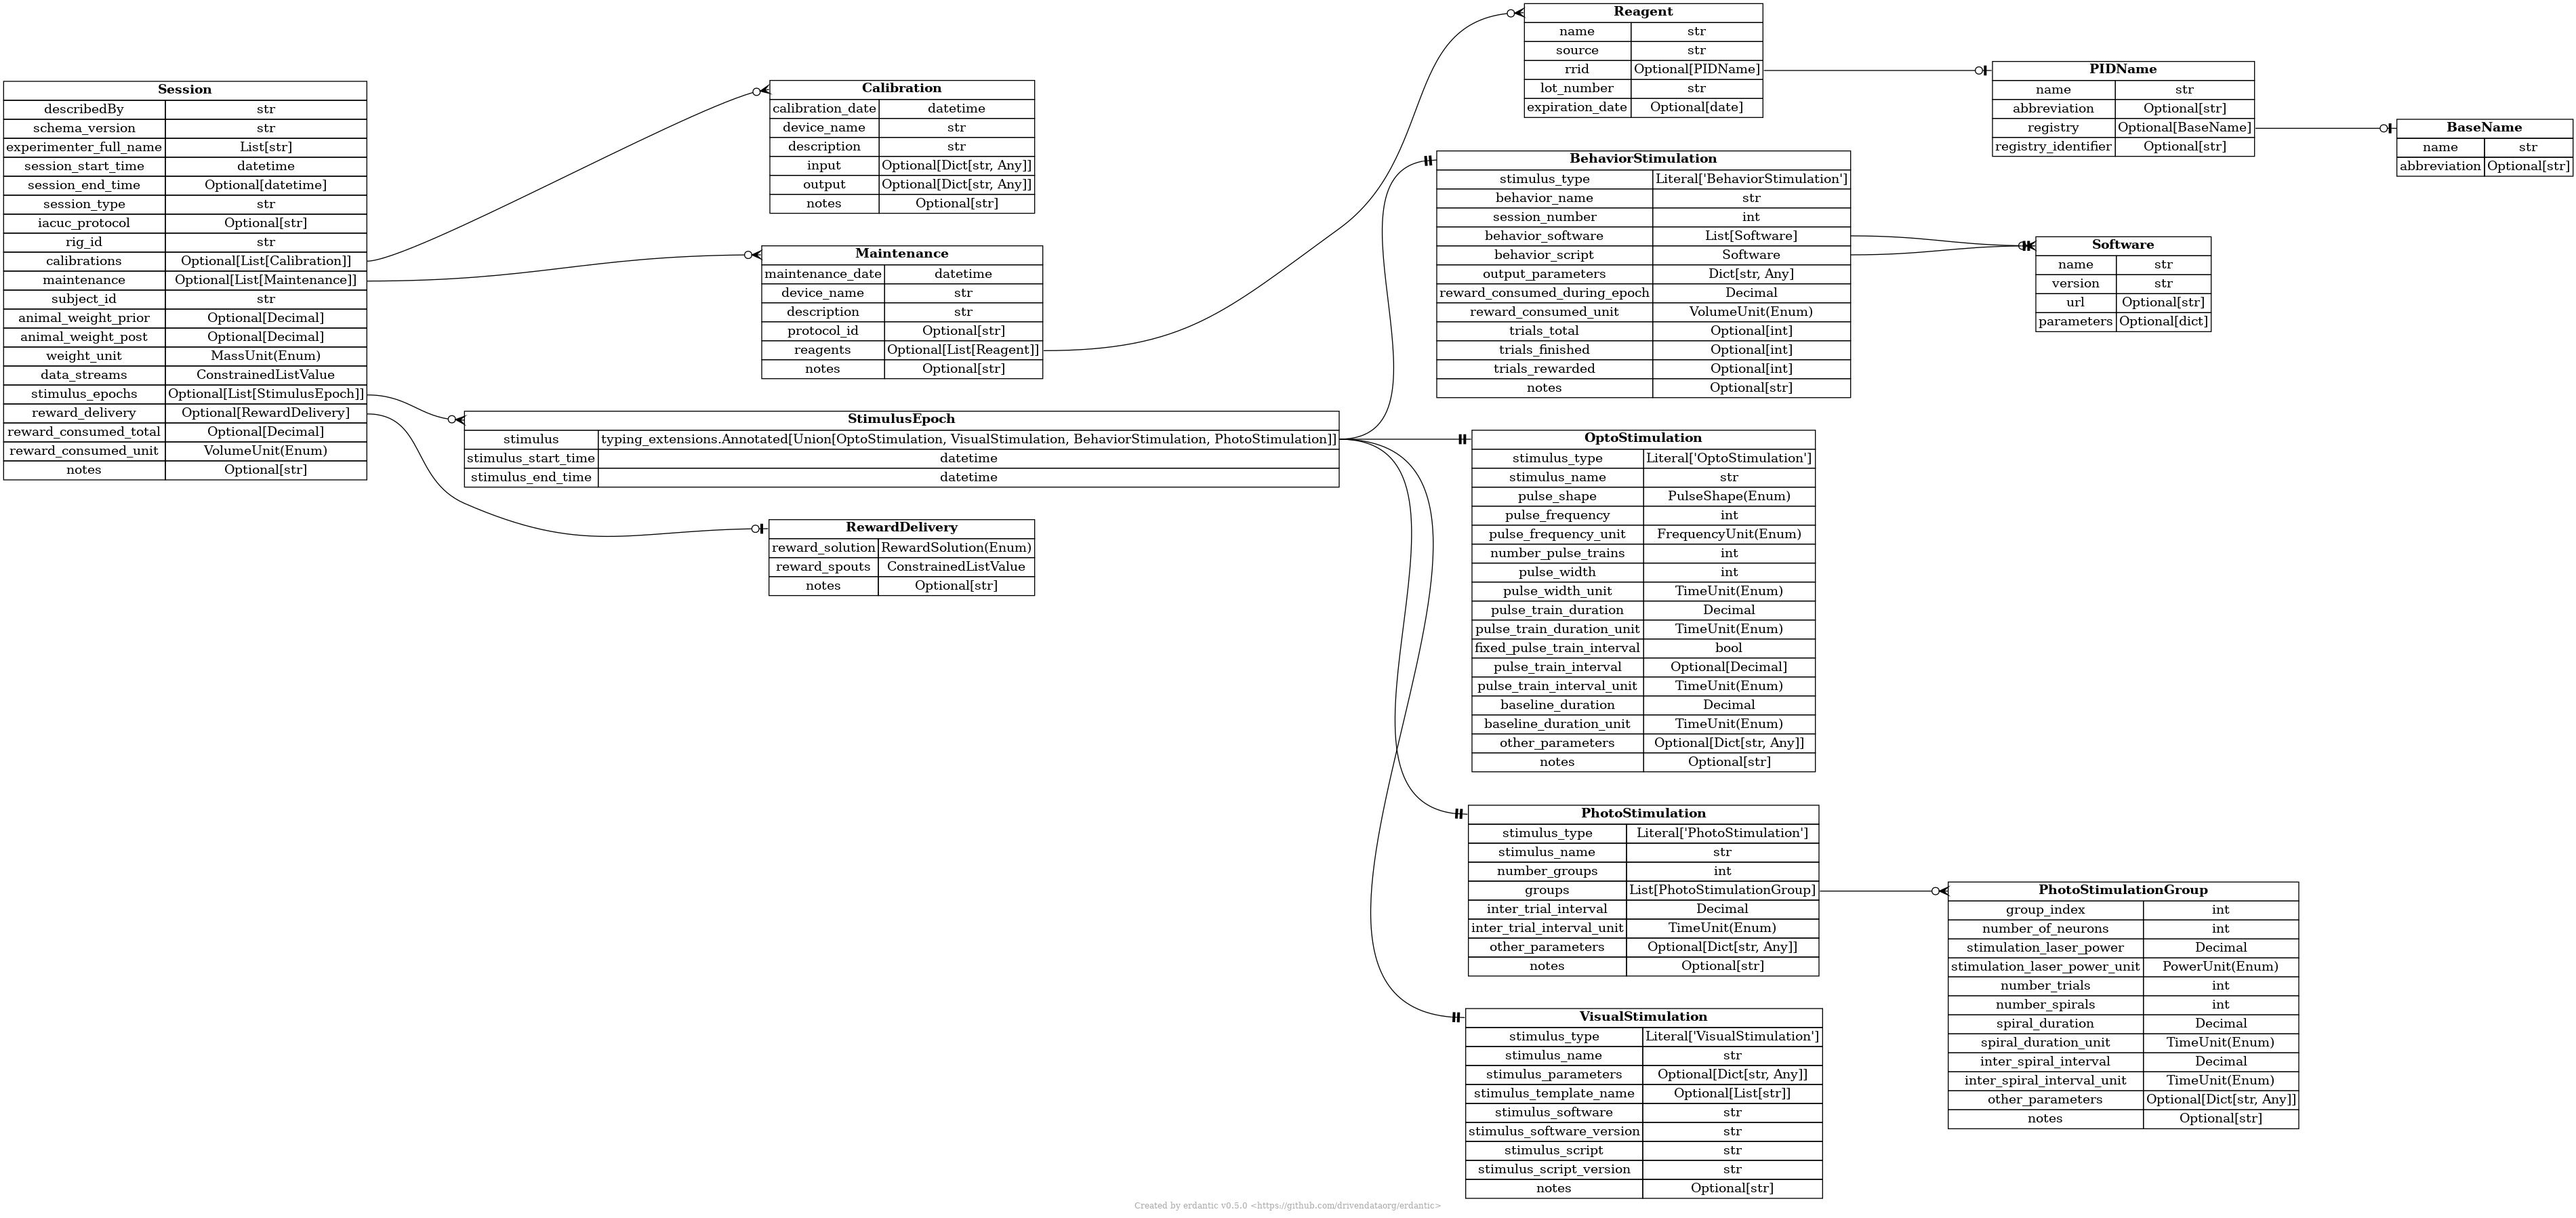 Session
describedBy str
schema_version str
experimenter_full_name List[str]
session_start_time datetime
session_end_time Optional[datetime]
session_type str
iacuc_protocol Optional[str]
rig_id str
calibrations Optional[List[Calibration]]
maintenance Optional[List[Maintenance]]
subject_id str
animal_weight_prior Optional[Decimal]
animal_weight_post Optional[Decimal]
weight_unit MassUnit(Enum)
data_streams ConstrainedListValue
stimulus_epochs Optional[List[StimulusEpoch]]
reward_delivery Optional[RewardDelivery]
reward_consumed_total Optional[Decimal]
reward_consumed_unit VolumeUnit(Enum)
notes Optional[str]
Calibration
calibration_date datetime
device_name str
description str
input Optional[Dict[str, Any]]
output Optional[Dict[str, Any]]
notes Optional[str]
Maintenance
maintenance_date datetime
device_name str
description str
protocol_id Optional[str]
reagents Optional[List[Reagent]]
notes Optional[str]
StimulusEpoch
stimulus typing_extensions.Annotated[Union[OptoStimulation, VisualStimulation, BehaviorStimulation, PhotoStimulation]]
stimulus_start_time datetime
stimulus_end_time datetime
RewardDelivery
reward_solution RewardSolution(Enum)
reward_spouts ConstrainedListValue
notes Optional[str]
Reagent
name str
source str
rrid Optional[PIDName]
lot_number str
expiration_date Optional[date]
BehaviorStimulation
stimulus_type Literal['BehaviorStimulation']
behavior_name str
session_number int
behavior_software List[Software]
behavior_script Software
output_parameters Dict[str, Any]
reward_consumed_during_epoch Decimal
reward_consumed_unit VolumeUnit(Enum)
trials_total Optional[int]
trials_finished Optional[int]
trials_rewarded Optional[int]
notes Optional[str]
OptoStimulation
stimulus_type Literal['OptoStimulation']
stimulus_name str
pulse_shape PulseShape(Enum)
pulse_frequency int
pulse_frequency_unit FrequencyUnit(Enum)
number_pulse_trains int
pulse_width int
pulse_width_unit TimeUnit(Enum)
pulse_train_duration Decimal
pulse_train_duration_unit TimeUnit(Enum)
fixed_pulse_train_interval bool
pulse_train_interval Optional[Decimal]
pulse_train_interval_unit TimeUnit(Enum)
baseline_duration Decimal
baseline_duration_unit TimeUnit(Enum)
other_parameters Optional[Dict[str, Any]]
notes Optional[str]
PhotoStimulation
stimulus_type Literal['PhotoStimulation']
stimulus_name str
number_groups int
groups List[PhotoStimulationGroup]
inter_trial_interval Decimal
inter_trial_interval_unit TimeUnit(Enum)
other_parameters Optional[Dict[str, Any]]
notes Optional[str]
VisualStimulation
stimulus_type Literal['VisualStimulation']
stimulus_name str
stimulus_parameters Optional[Dict[str, Any]]
stimulus_template_name Optional[List[str]]
stimulus_software str
stimulus_software_version str
stimulus_script str
stimulus_script_version str
notes Optional[str]
PIDName
name str
abbreviation Optional[str]
registry Optional[BaseName]
registry_identifier Optional[str]
Software
name str
version str
url Optional[str]
parameters Optional[dict]
PhotoStimulationGroup
group_index int
number_of_neurons int
stimulation_laser_power Decimal
stimulation_laser_power_unit PowerUnit(Enum)
number_trials int
number_spirals int
spiral_duration Decimal
spiral_duration_unit TimeUnit(Enum)
inter_spiral_interval Decimal
inter_spiral_interval_unit TimeUnit(Enum)
other_parameters Optional[Dict[str, Any]]
notes Optional[str]
BaseName
name str
abbreviation Optional[str]
Created by erdantic v0.5.0 <https://github.com/drivendataorg/erdantic>